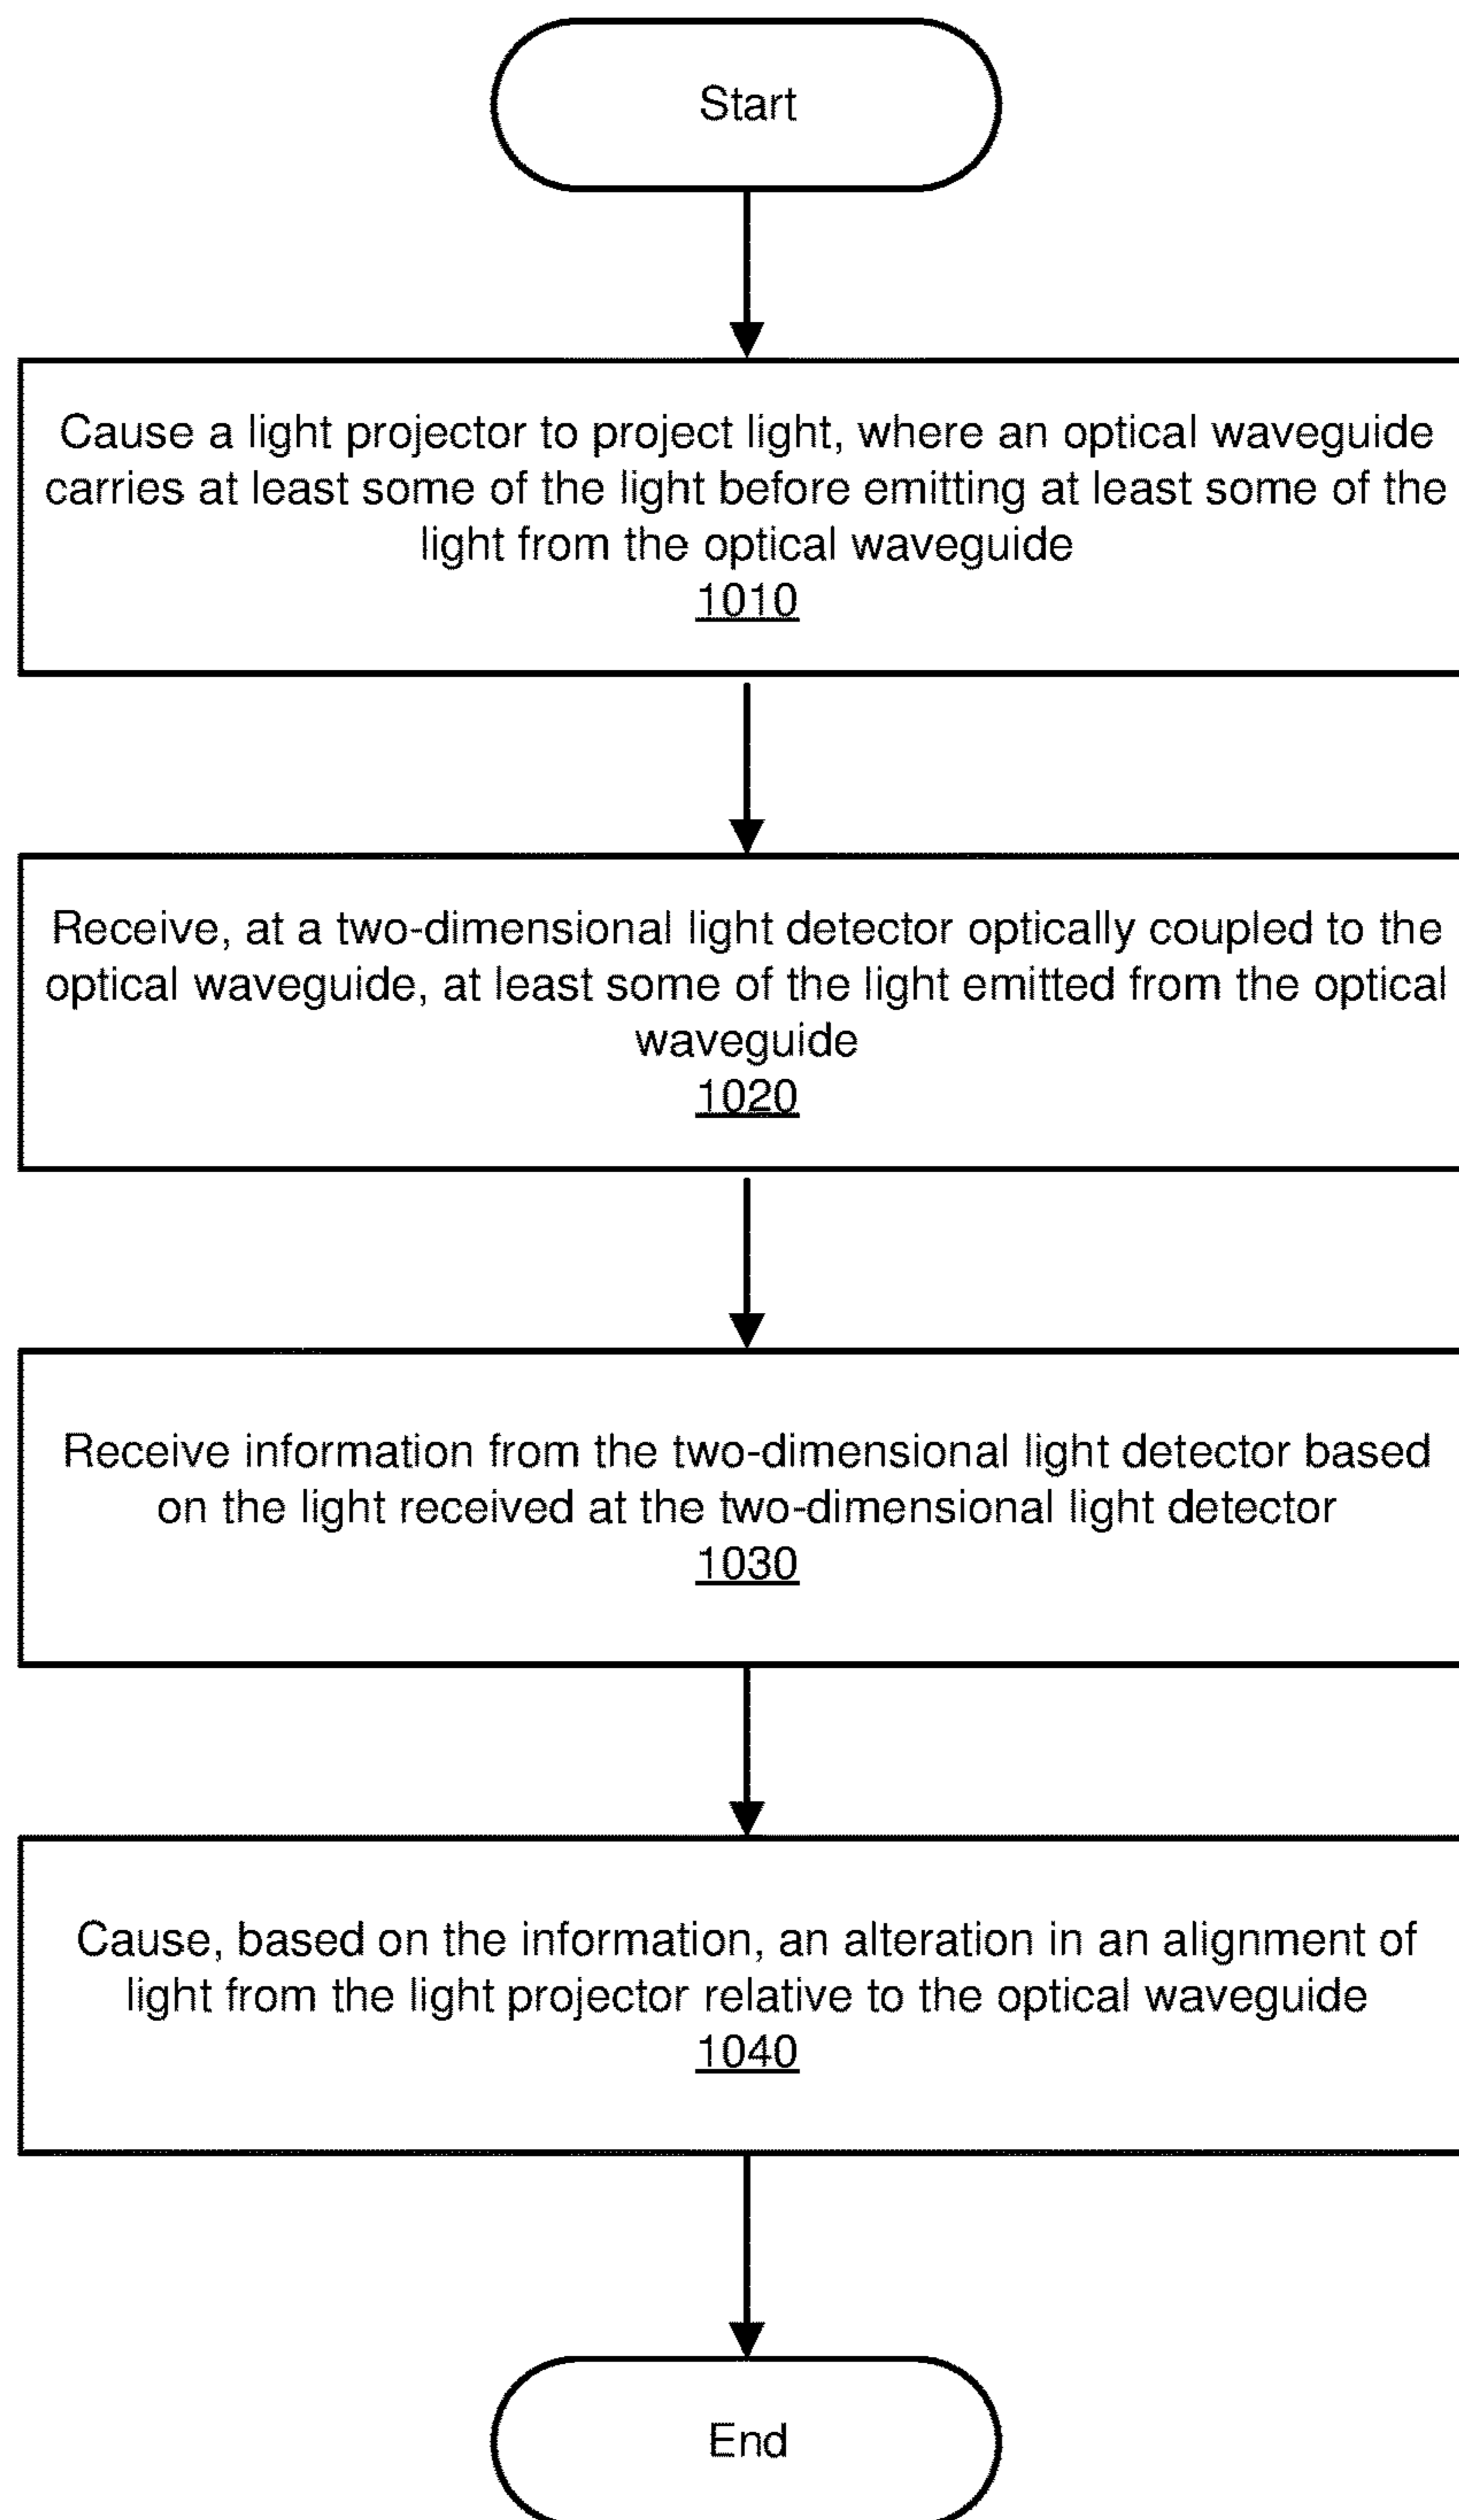 Start
Cause a light projector to project light, where an optical waveguide
carries at least some of the light before emitting at least some of the
light from the optical waveguide
1010
Receive, at a two-dimensional light detector optically coupled to the
optical waveguide, at least some of the light emitted from the optical
waveguide
1020
Receive information from the two-dimensional light detector based
on the light received at the two-dimensional light detector
1030
Cause, based on the information, an alteration in an alignment of
light from the light projector relative to the optical waveguide
1040
End